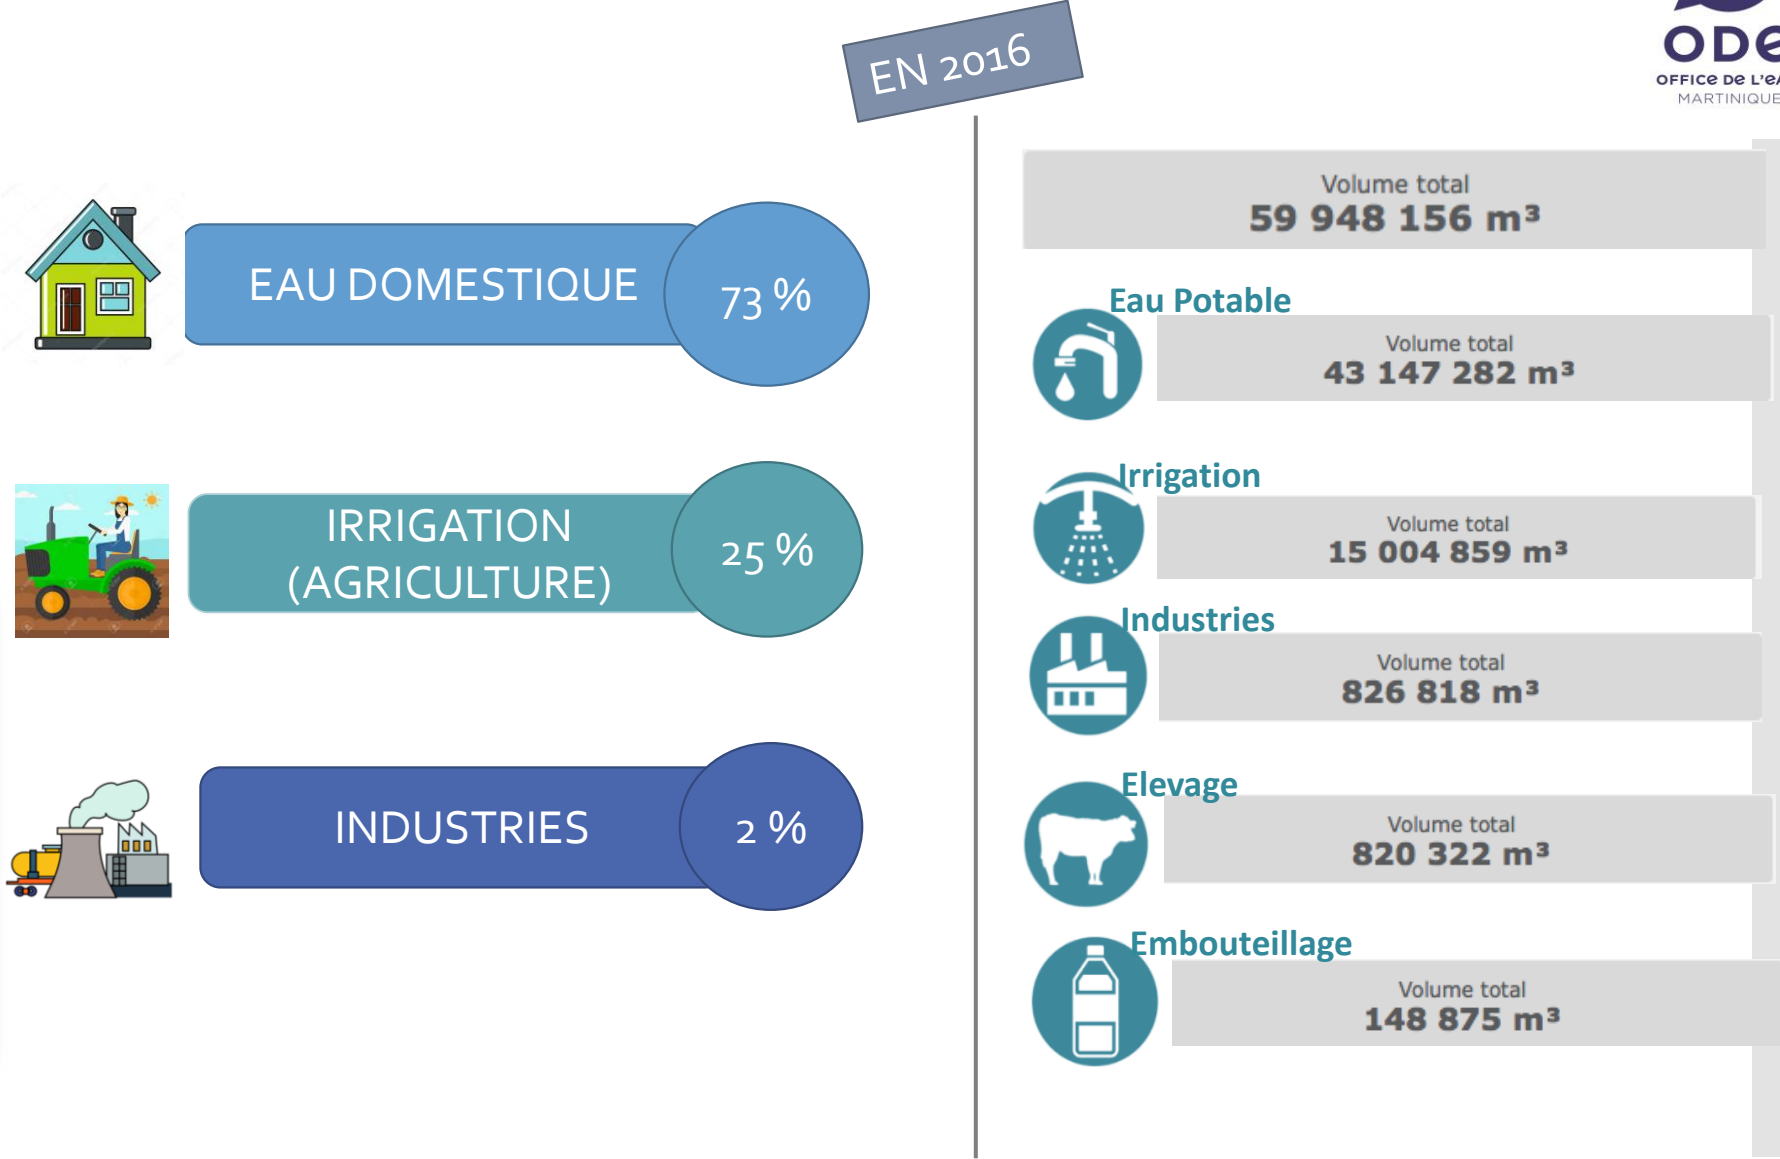 EN 2016
ODE
OFFICE DE L'EA
MARTINIQUE
EAU DOMESTIQUE
73 %
IRRIGATION
(AGRICULTURE)
25 %
INDUSTRIES
2 %
Volume total
59 948 156 m³
Eau Potable
Volume total
43 147 282 m³
Irrigation
Volume total
15 004 859 m³
Industries
Volume total
826 818 m³
Elevage
Volume total
820 322 m³
Embouteillage
Volume total
148 875 m³